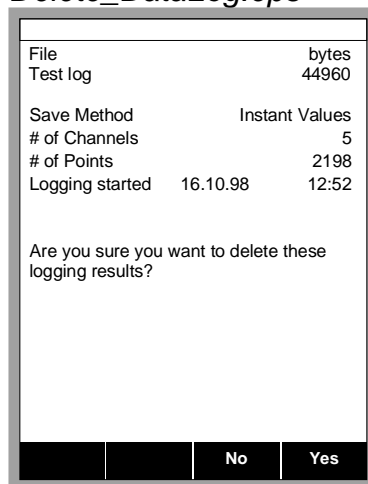 Delete_DataLog.eps
File bytes
Test log 44960
Save Method Instant Values
# of Channels 5
# of Points 2198
Logging started 16.10.98 12:52
Are you sure you want to delete these
logging results?
No Yes